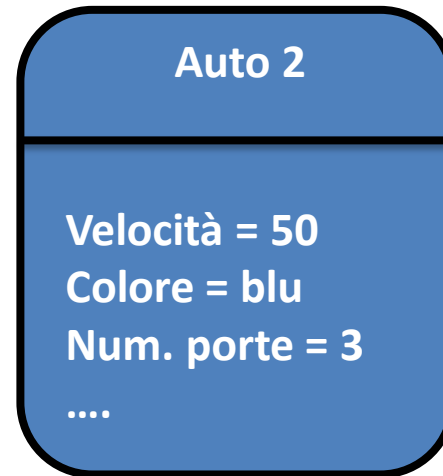 Auto 2
Velocità = 50
Colore = blu
Num. porte = 3
….